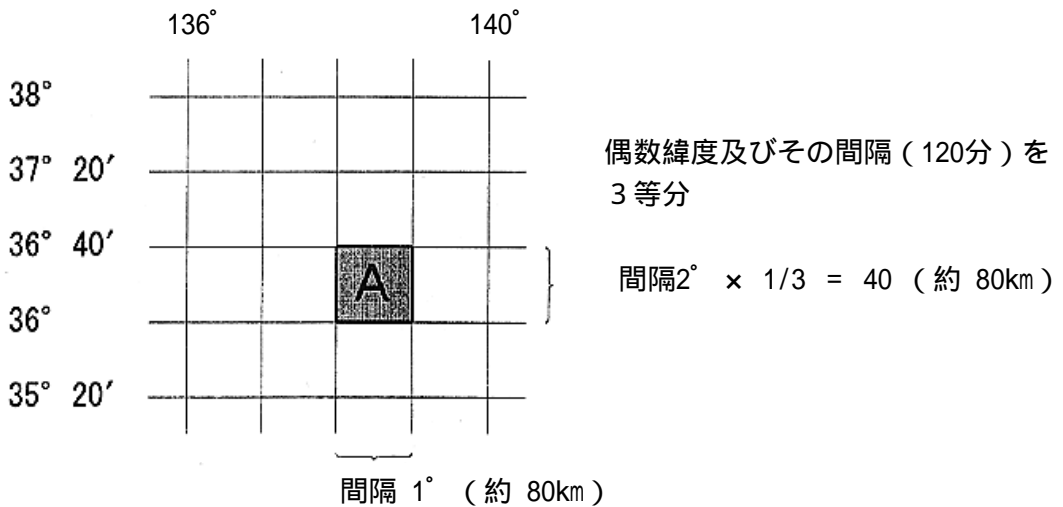 136° 140°
38°
37° 20′
偶数緯度及びその間隔（120分）を
3等分
36° 40′
A
間隔2° × 1/3 = 40 （約 80㎞）
36°
35° 20′
間隔 1° （約 80㎞）